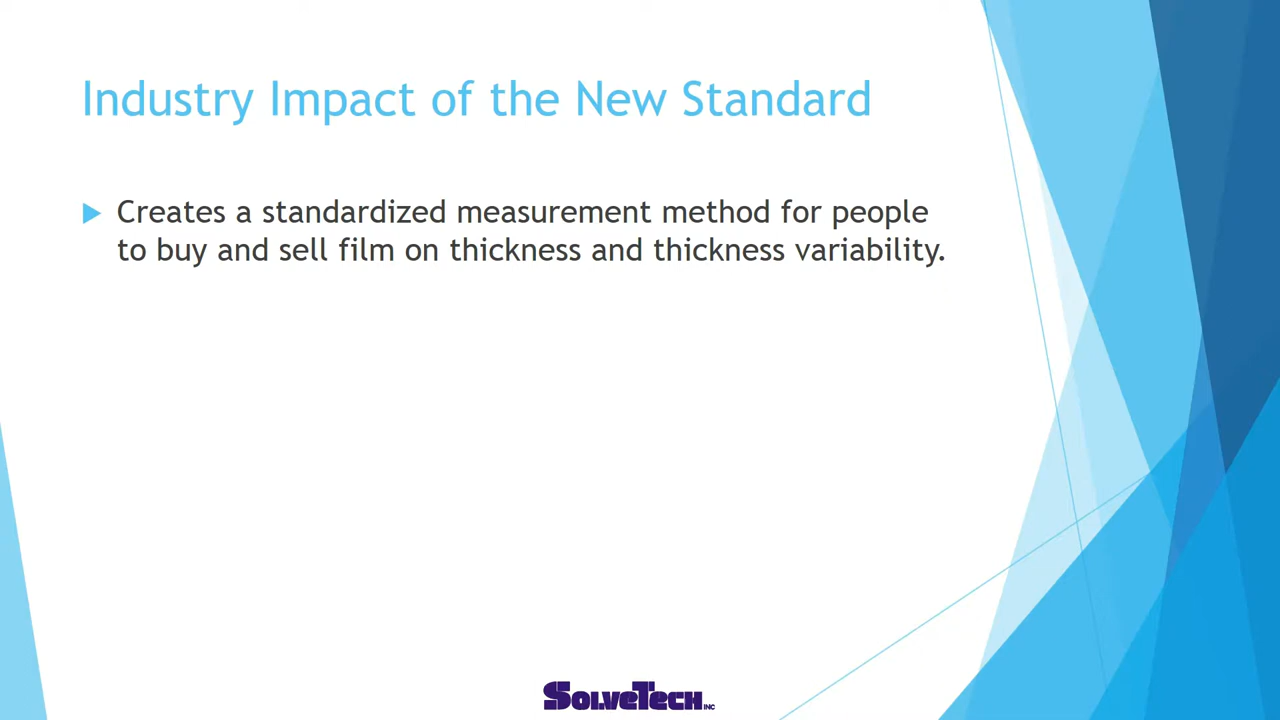 Industry Impact of the New Standard
Creates a standardized measurement method for people
to buy and sell film on thickness and thickness variability.
SOLVETECH INC